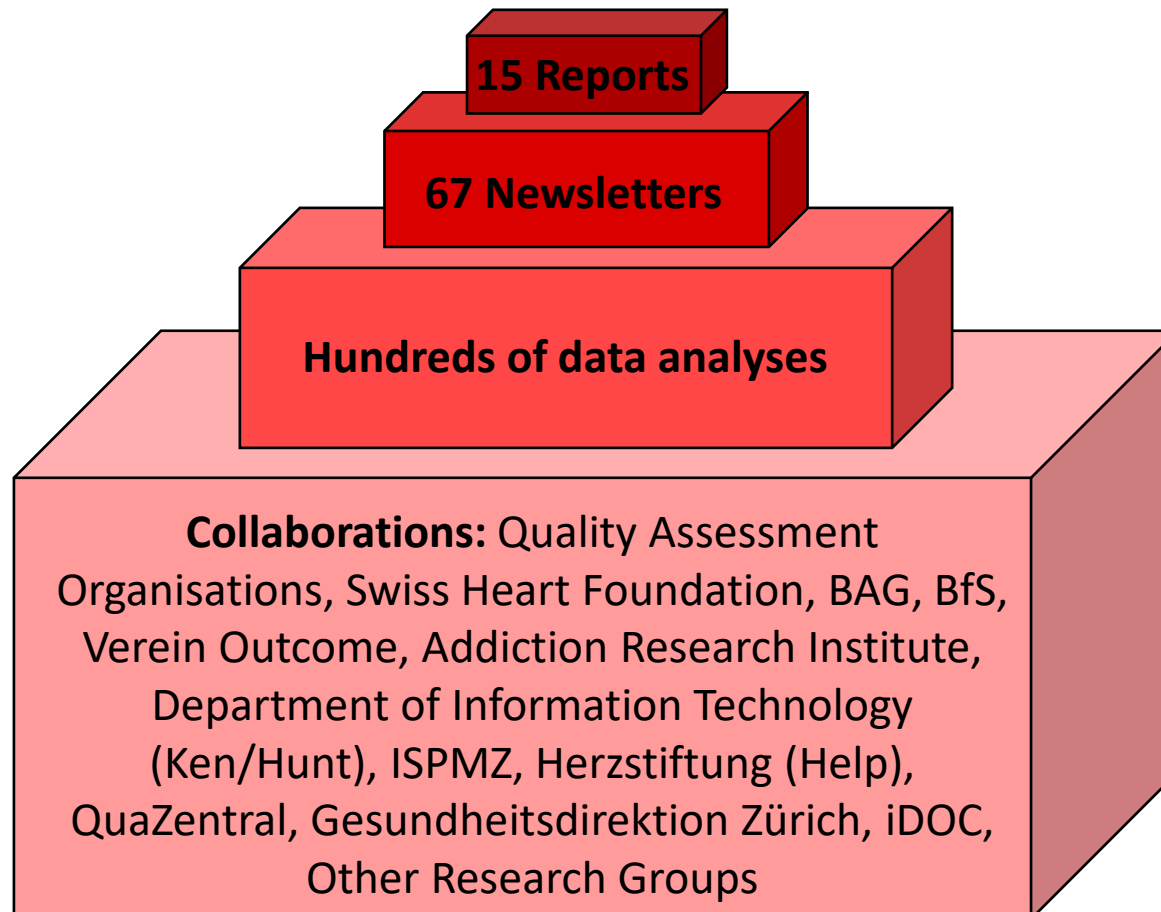 15 Reports
67 Newsletters
Hundreds of data analyses
Collaborations: Quality Assessment
Organisations, Swiss Heart Foundation, BAG, BfS,
Verein Outcome, Addiction Research Institute,
Department of Information Technology
(Ken/Hunt), ISPMZ, Herzstiftung (Help),
QuaZentral, Gesundheitsdirektion Zürich, iDOC,
Other Research Groups